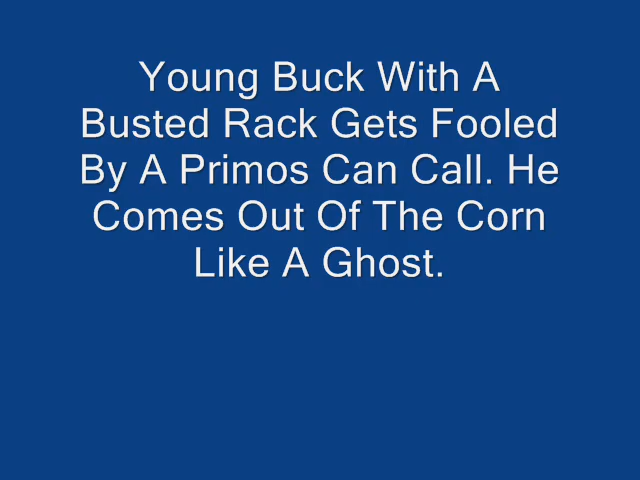 Young Buck With A
Busted Rack Gets Fooled
By A Primos Can Call. He
Comes Out Of The Corn
Like A Ghost.